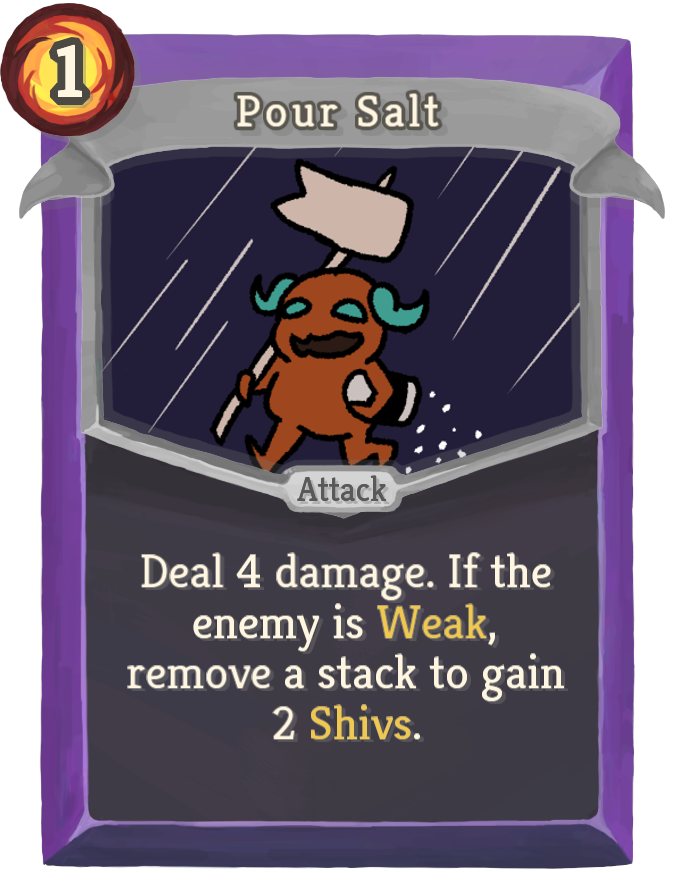 1
Pour Salt
Attack
Deal 4 damage. If the
enemy is Weak,
remove a stack to gain
2 Shivs.